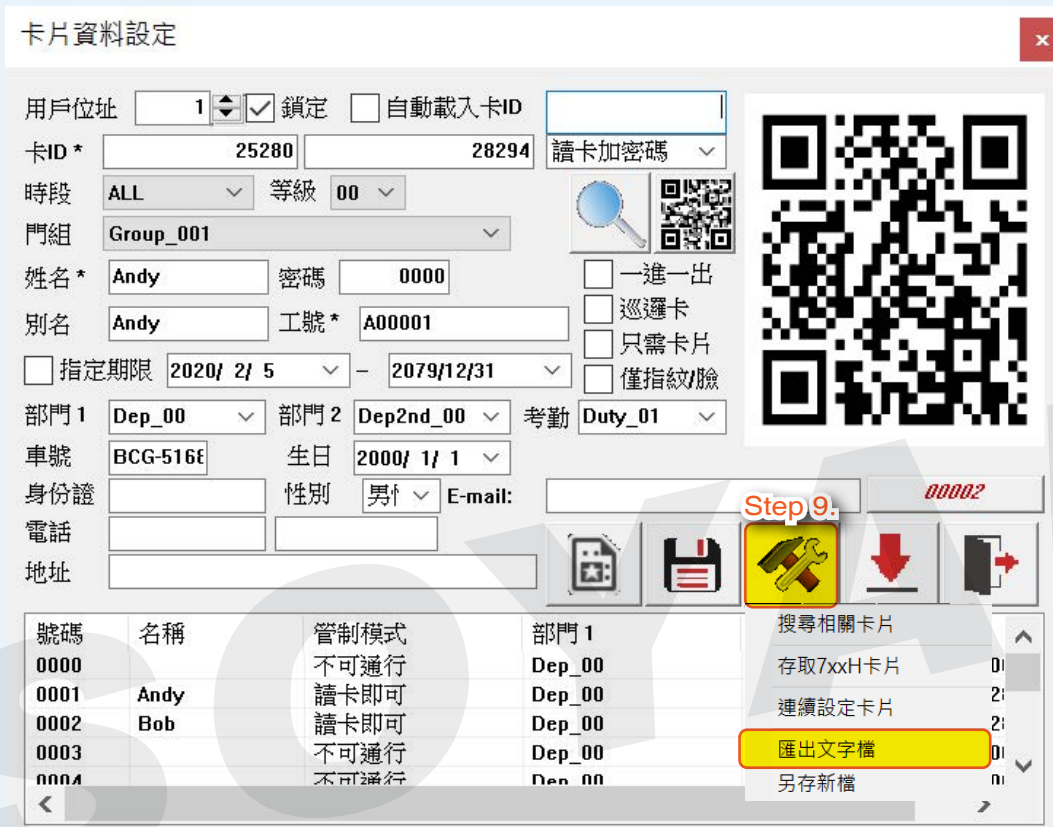 卡片資料設定 x
用戶位址 1 鎖定 自動載入卡ID
卡ID * 25280 28294 讀卡加密碼
時段 ALL 等級 00
門組 Group_001
姓名 * Andy 密碼 0000 一進一出
巡邏卡
別名 Andy 工號 * A00001
只需卡片
指定期限 2020/ 2/ 5 – 2079/12/31 僅指紋/臉
部門 1 Dep_00 部門 2 Dep2nd_00 考勤 Duty_01
車號 BCG-5168 生日 2000/ 1/ 1
身份證 性別 E-mail: 00002
Step 9.
電話
地址
號碼 名稱 管制模式 部門 1
0000 不可通行 Dep_00
0001 Andy 讀卡即可 Dep_00
0002 Bob 讀卡即可 Dep_00
0003 不可通行 Dep_00
0004 不可通行 Dep_00
搜尋相關卡片
存取7xxH卡片
連續設定卡片
匯出文字檔
另存新檔
SOYA